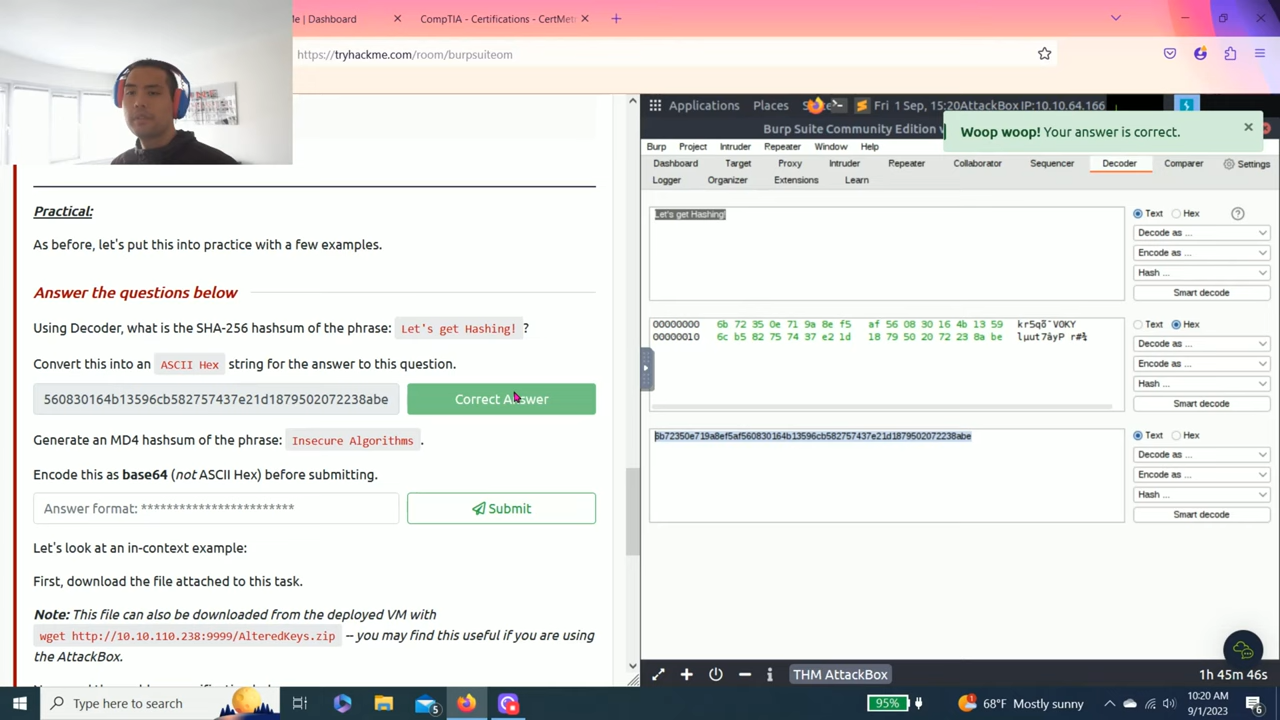 Me | Dashboard
CompTIA - Certifications - CertMet
https://tryhackme.com/room/burpsuiteom
Practical:
As before, let's put this into practice with a few examples.
Answer the questions below
Using Decoder, what is the SHA-256 hashsum of the phrase: Let's get Hashing! ?
Convert this into an ASCII Hex string for the answer to this question.
560830164b13596cb582757437e21d1879502072238abe
Correct Answer
Generate an MD4 hashsum of the phrase: Insecure Algorithms .
Encode this as base64 (not ASCII Hex) before submitting.
Answer format: ************************
Submit
Let's look at an in-context example:
First, download the file attached to this task.
Note: This file can also be downloaded from the deployed VM with
wget http://10.10.110.238:9999/AlteredKeys.zip -- you may find this useful if you are using
the AttackBox.
Applications Places Fri 1 Sep, 15:20 AttackBox IP:10.10.64.166
Burp Suite Community Edition
Woop woop! Your answer is correct.
Burp Project Intruder Repeater Window Help
Dashboard Target Proxy Intruder Repeater Collaborator Sequencer Decoder Comparer Settings
Logger Organizer Extensions Learn
Let's get Hashing!
Text Hex
Decode as ...
Encode as ...
Hash ...
Smart decode
00000000 6b 72 35 0e 71 9a 8e f5 af 56 08 30 16 4b 13 59
00000010 6c b5 82 75 74 37 e2 1d 18 79 50 20 72 23 8a be
Text Hex
Decode as ...
Encode as ...
Hash ...
Smart decode
6b72350e719a8ef5af560830164b13596cb582757437e21d1879502072238abe
Text Hex
Decode as ...
Encode as ...
Hash ...
Smart decode
THM AttackBox
1h 45m 46s
Type here to search
5
95%
68°F Mostly sunny
10:20 AM
9/1/2023
6